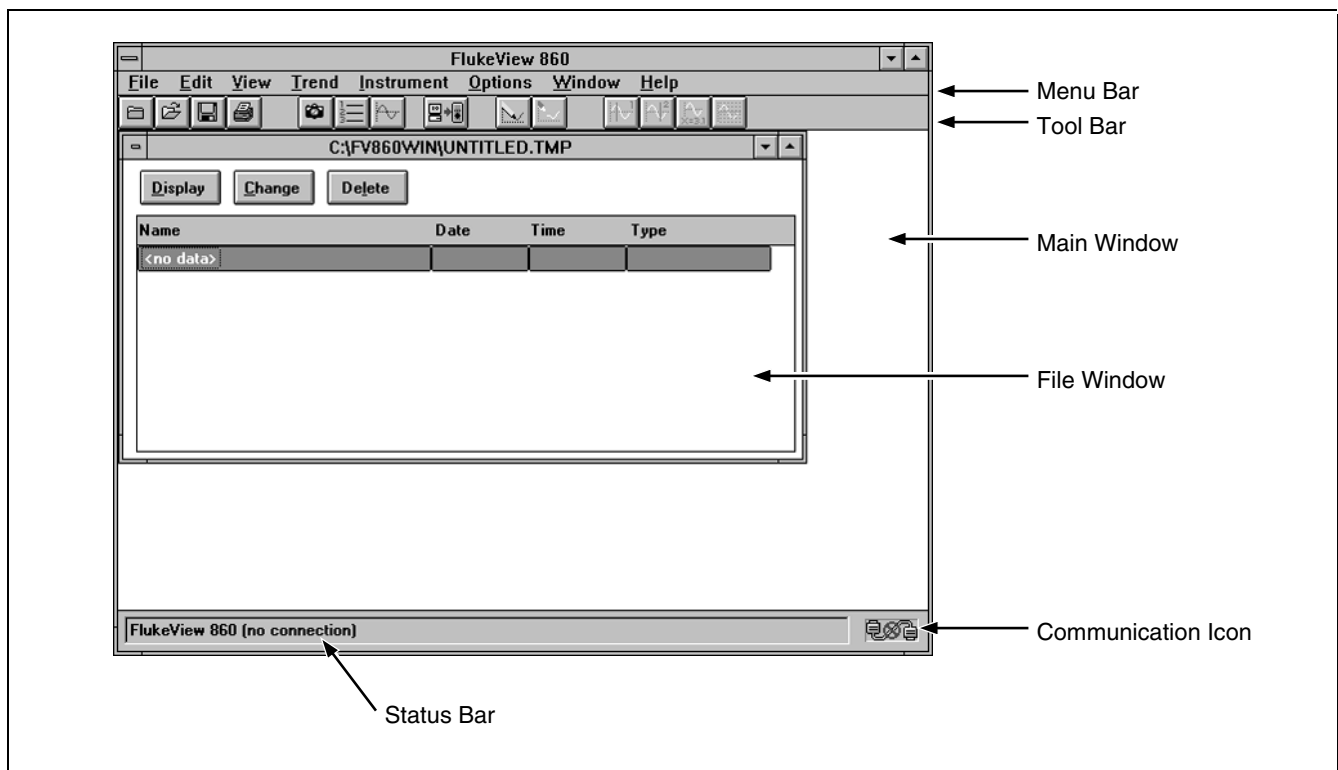 FlukeView 860
File Edit View Trend Instrument Options Window Help
Menu Bar
Tool Bar
C:\FV860WIN\UNTITLED.TMP
Display Change Delete
Name Date Time Type
<no data>
Main Window
File Window
FlukeView 860 (no connection)
Communication Icon
Status Bar